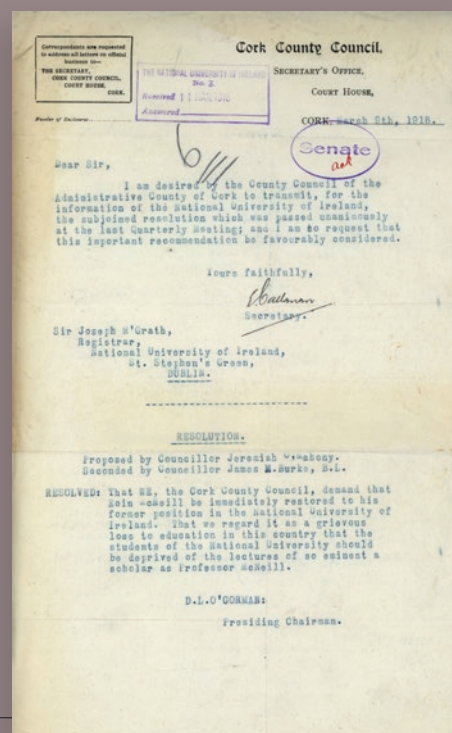 Correspondents are requested
to address all letters on official
business to—
THE SECRETARY,
CORK COUNTY COUNCIL,
COURT HOUSE,
CORK.
Cork County Council.
SECRETARY'S OFFICE,
COURT HOUSE,
THE NATIONAL UNIVERSITY OF IRELAND
No. 2.
Received
Answered
CORK, March 8th, 1918.
Senate
Dear Sir,
I am desired by the County Council of the
Administrative County of Cork to transmit, for the
information of the National University of Ireland,
the subjoined resolution which was passed unanimously
at the last Quarterly Meeting; and I am to request that
this important recommendation be favourably considered.
Yours faithfully,
Secretary.
Sir Joseph M'Grath,
Registrar,
National University of Ireland,
St. Stephen's Green,
DUBLIN.
RESOLUTION.
Proposed by Councillor Jeremiah O'Mahony.
Seconded by Councillor James M.Burke, B.L.
RESOLVED: That WE, the Cork County Council, demand that
McNeill be immediately restored to his
former position in the National University of
Ireland. That we regard it as a grievous
loss to education in this country that the
students of the National University should
be deprived of the lectures of so eminent a
scholar as Professor McNeill.
D.L.O'GORMAN:
Presiding Chairman.